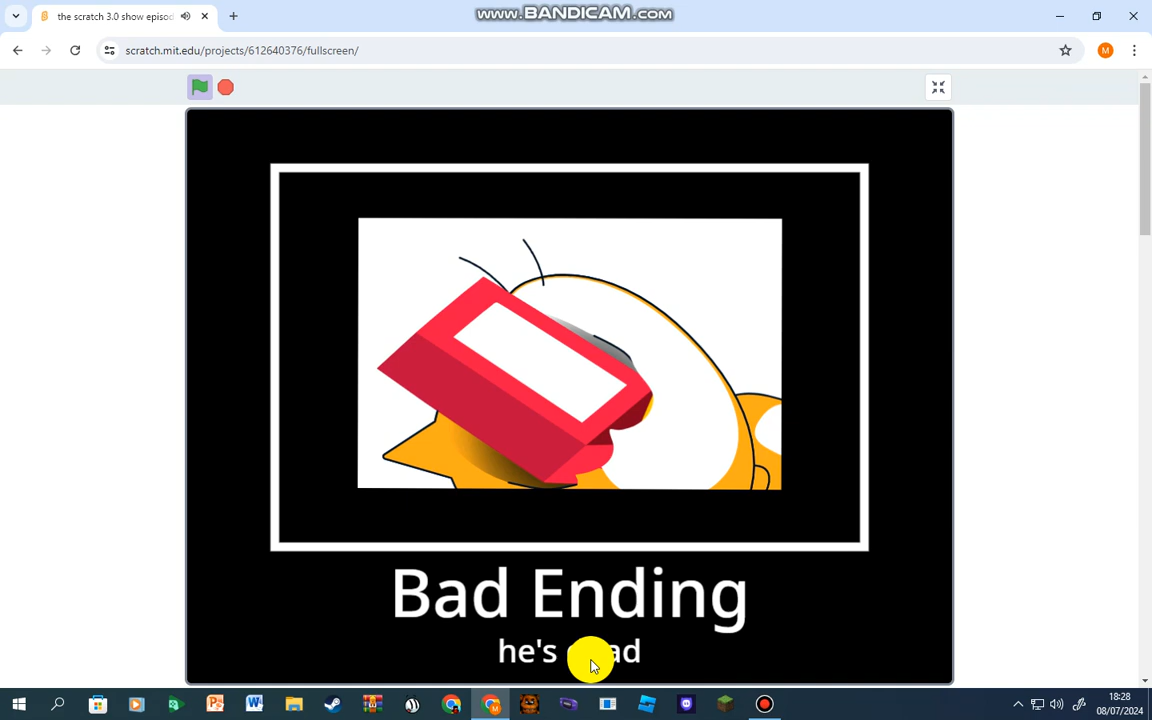 www.BANDICAM.com
the scratch 3.0 show episod
scratch.mit.edu/projects/612640376/fullscreen/
M
Bad Ending
he's
18:28
08/07/2024